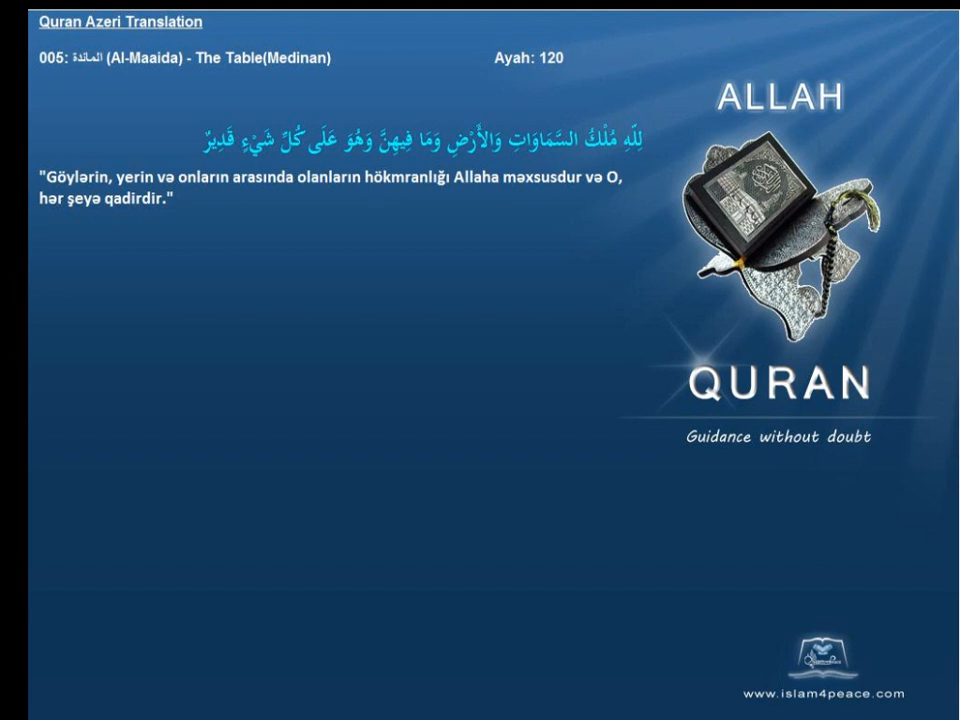 Quran Azeri Translation
005: المائدة (Al-Maaida) - The Table(Medinan)
Ayah: 120
لِلّهِ مُلْكُ السَّمَاوَاتِ وَالأَرْضِ وَمَا فِيهِنَّ وَهُوَ عَلَى كُلِّ شَيْءٍ قَدِيرٌ
"Göylərin, yerin və onların arasında olanların hökmranlığı Allaha məxsusdur və O,
hər şeyə qadirdir."
ALLAH
QURAN
Guidance without doubt
www.islam4peace.com